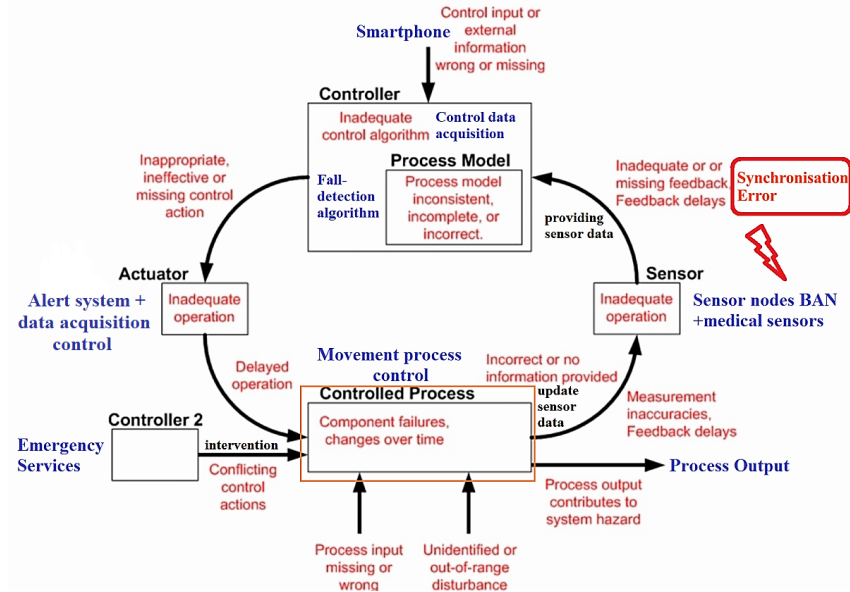 Smartphone
Control input or
external
information
wrong or missing
Controller
Inadequate
control algorithm
Control data
acquisition
Process Model
Process model
inconsistent,
incomplete, or
incorrect.
Fall-
detection
algorithm
Inappropriate,
ineffective or
missing control
action
Inadequate or or
missing feedback,
Feedback delays
Synchronisation
Error
providing
sensor data
Actuator
Inadequate
operation
Alert system +
data acquisition
control
Sensor
Inadequate
operation
Sensor nodes BAN
+medical sensors
Delayed
operation
Movement process
control
Incorrect or no
information provided
Controlled Process
Component failures,
changes over time
update
sensor
data
Measurement
inaccuracies,
Feedback delays
Controller 2
Emergency
Services
intervention
Conflicting
control
actions
Process Output
Process output
contributes to
system hazard
Process input
missing or
wrong
Unidentified or
out-of-range
disturbance